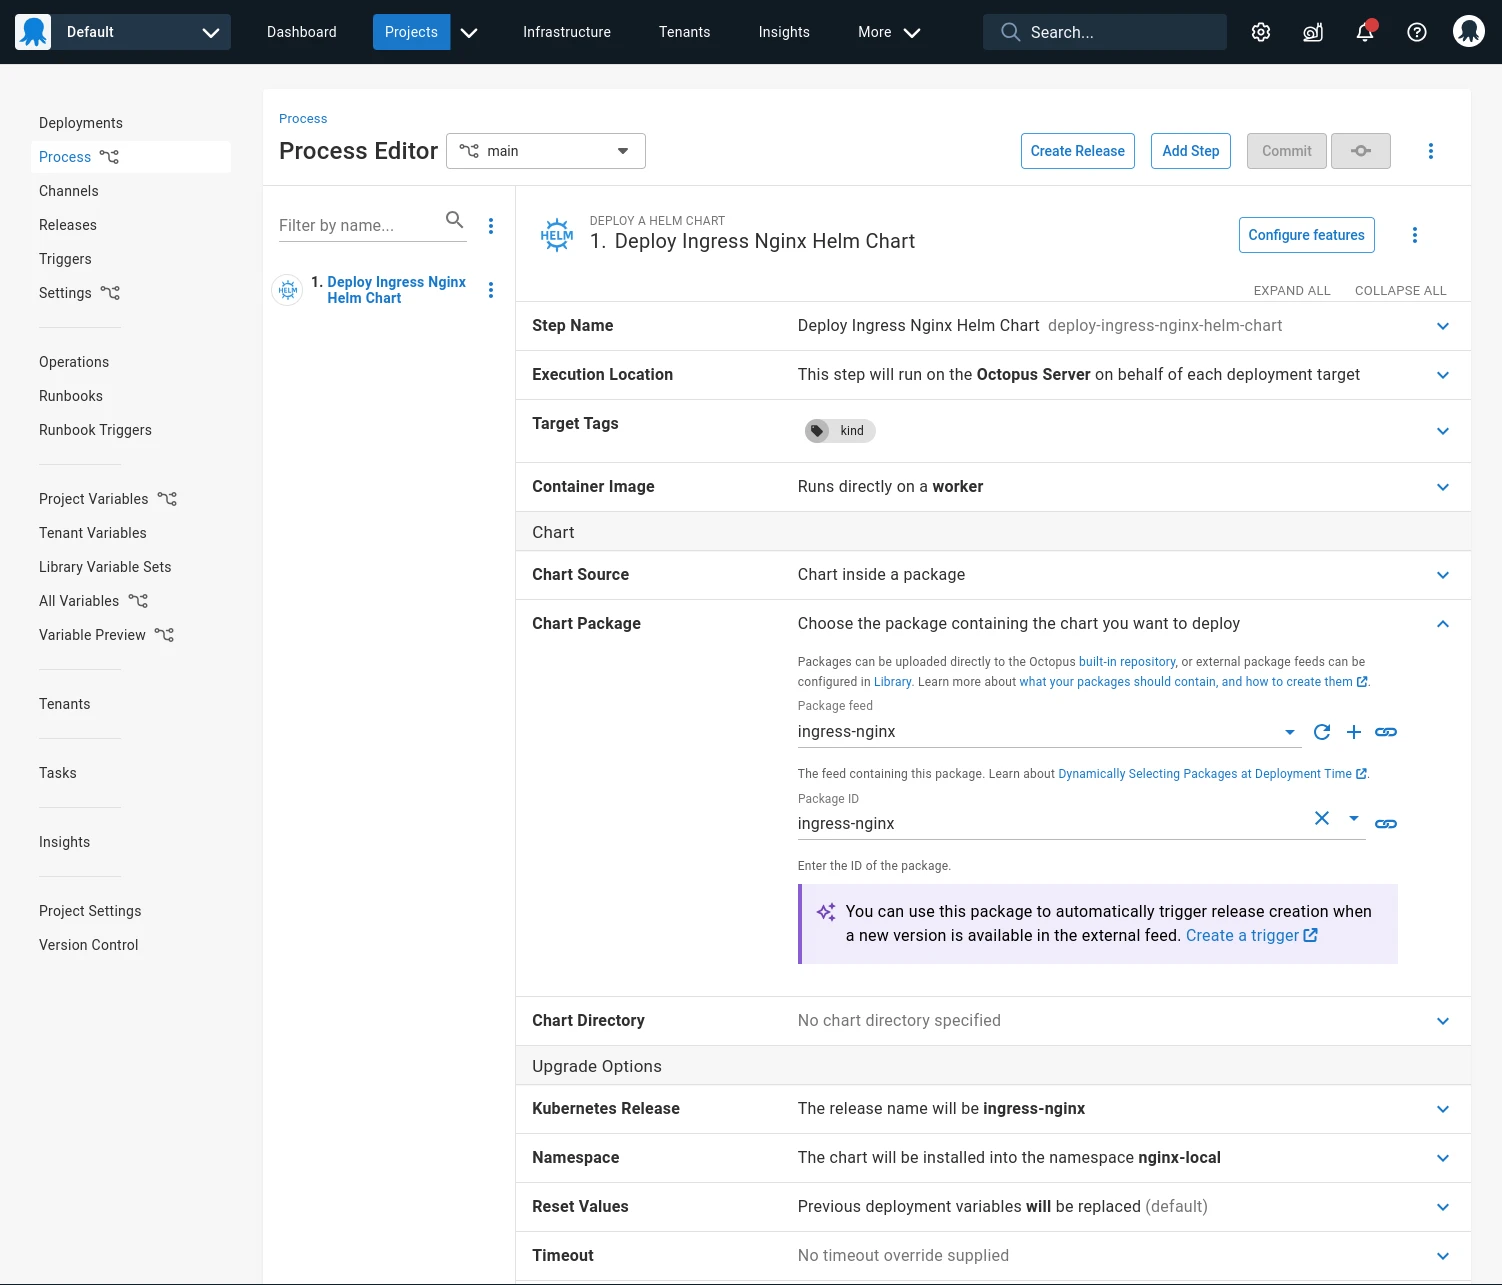 Default
Dashboard
Projects
Infrastructure
Tenants
Insights
More
Search...
Deployments
Process
Channels
Releases
Triggers
Settings
Operations
Runbooks
Runbook Triggers
Project Variables
Tenant Variables
Library Variable Sets
All Variables
Variable Preview
Tenants
Tasks
Insights
Project Settings
Version Control
Process
Process Editor
main
Create Release
Add Step
Commit
Filter by name...
HELM
1. Deploy Ingress Nginx
Helm Chart
HELM
DEPLOY A HELM CHART
1. Deploy Ingress Nginx Helm Chart
Configure features
EXPAND ALL
COLLAPSE ALL
Step Name
Deploy Ingress Nginx Helm Chart deploy-ingress-nginx-helm-chart
Execution Location
This step will run on the Octopus Server on behalf of each deployment target
Target Tags
kind
Container Image
Runs directly on a worker
Chart
Chart Source
Chart inside a package
Chart Package
Choose the package containing the chart you want to deploy
Packages can be uploaded directly to the Octopus built-in repository, or external package feeds can be
configured in Library. Learn more about what your packages should contain, and how to create them.
Package feed
ingress-nginx
The feed containing this package. Learn about Dynamically Selecting Packages at Deployment Time.
Package ID
ingress-nginx
Enter the ID of the package.
You can use this package to automatically trigger release creation when
a new version is available in the external feed. Create a trigger
Chart Directory
No chart directory specified
Upgrade Options
Kubernetes Release
The release name will be ingress-nginx
Namespace
The chart will be installed into the namespace nginx-local
Reset Values
Previous deployment variables will be replaced (default)
Timeout
No timeout override supplied